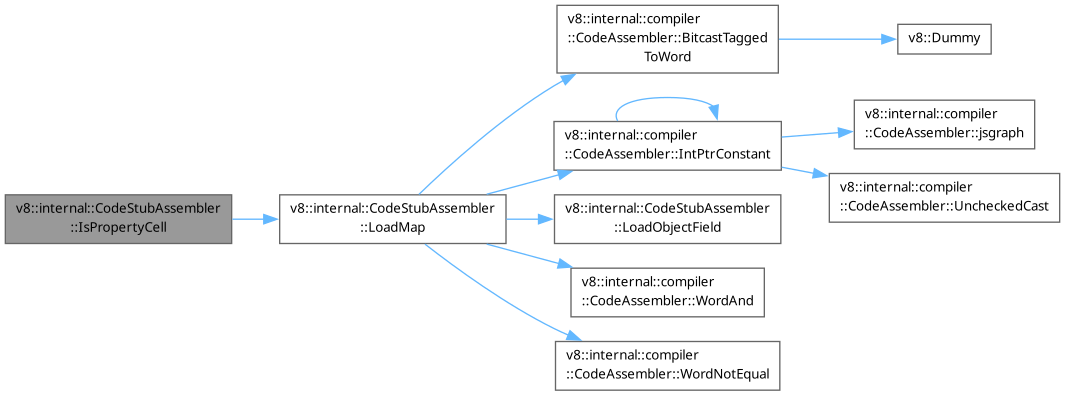 v8::internal::CodeStubAssembler
::IsPropertyCell
v8::internal::CodeStubAssembler
::LoadMap
v8::internal::compiler
::CodeAssembler::BitcastTagged
ToWord
v8::Dummy
v8::internal::compiler
::CodeAssembler::IntPtrConstant
v8::internal::compiler
::CodeAssembler::jsgraph
v8::internal::compiler
::CodeAssembler::UncheckedCast
v8::internal::CodeStubAssembler
::LoadObjectField
v8::internal::compiler
::CodeAssembler::WordAnd
v8::internal::compiler
::CodeAssembler::WordNotEqual